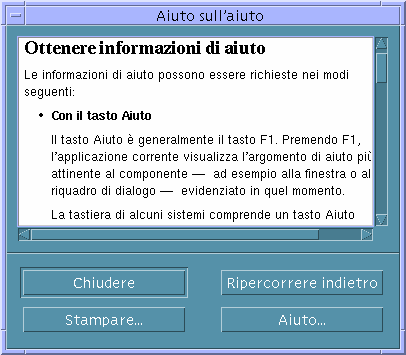 Aiuto sull'aiuto
Ottenere informazioni di aiuto
Le informazioni di aiuto possono essere richieste nei modi
seguenti:
• Con il tasto Aiuto
Il tasto Aiuto è generalmente il tasto F1. Premendo F1,
l'applicazione corrente visualizza l'argomento di aiuto più
attinente al componente — ad esempio alla finestra o al
riquadro di dialogo — evidenziato in quel momento.
La tastiera di alcuni sistemi comprende un tasto Aiuto
Chiudere
Ripercorrere indietro
Stampare...
Aiuto...